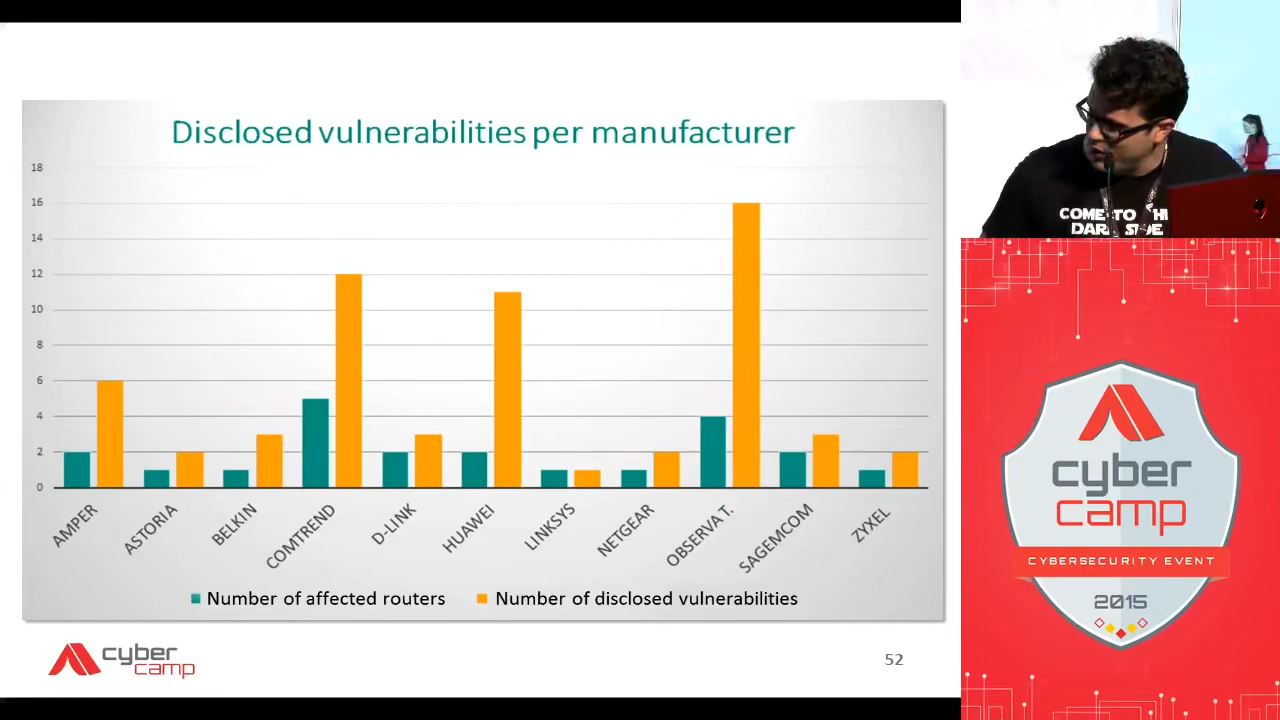 Disclosed vulnerabilities per manufacturer
18
16
14
12
10
8
6
4
2
0
AMPER
ASTORIA
BELKIN
COMTREND
D-LINK
HUAWEI
LINKSYS
NETGEAR
OBSERVA T.
SAGEMCOM
ZYXEL
Number of affected routers
Number of disclosed vulnerabilities
cyber
camp
52
COME TO
DARK SIDE
cyber
camp
CYBERSECURITY EVENT
2015